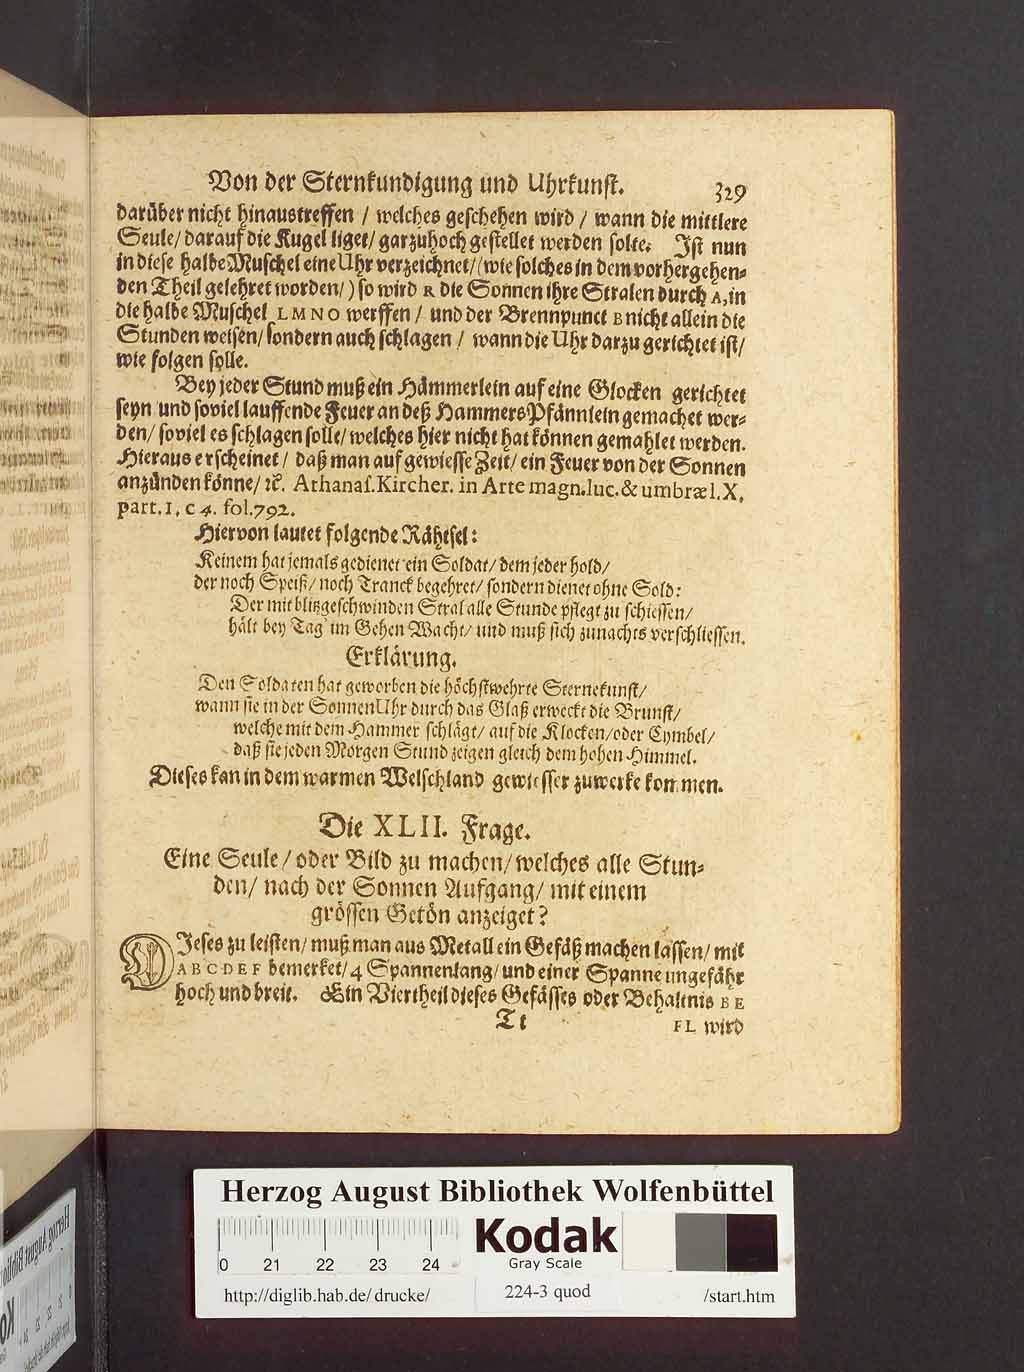 Von der Sternkundigung und Uhrkunst. 329
darüber nicht hinaustreffen / welches geschehen wird / wann die mittlere
Seule / darauf die Kugel liget / gar zu hoch gestellet werden solte. Ist nun
in diese halbe Muschel eine Uhr verzeichnet / (wie solches in dem vorhergehen-
den Theil gelehret worden /) so wird R die Sonnen ihre Stralen durch A, in
die halbe Muschel L M N O werffen / und der Brennpunct B nicht allein die
Stunden weisen / sondern auch schlagen / wann die Uhr darzu gerichtet ist /
wie folgen solle.
Bey jeder Stund muß ein Hämmerlein auf eine Glocken gerichtet
seyn und soviel lauffende Feuer an deß Hammers Pfännlein gemachet wer-
den / soviel es schlagen solle / welches hier nicht hat können gemahlet werden.
Hieraus erscheinet / daß man auf gewiesse Zeit / ein Feuer von der Sonnen
anzünden könne / ꝛc. Athanas. Kircher. in Arte magn. luc. & umbræ l. X,
part. I, c 4. fol. 792.
Hiervon lautet folgende Rähtsel:
Keinem hat jemals gedienet ein Soldat / dem jeder hold /
der noch Speiß / noch Tranck begehret / sondern dienet ohne Sold:
Der mit blitzgeschwinden Stral alle Stunde pflegt zu schiessen /
hält bey Tag im Gehen Wacht / und muß sich zunachts verschliessen.
Erklärung.
Den Soldaten hat geworben die höchstwehrte Sternekunst /
wann sie in der SonnenUhr durch das Glaß erweckt die Brunst /
welche mit dem Hammer schlägt / auf die Klocken / oder Cymbel /
daß sie jeden Morgen Stund zeigen gleich dem hohen Himmel.
Dieses kan in dem warmen Welschland gewiesser zuwerke kommen.
Die XLII. Frage.
Eine Seule / oder Bild zu machen / welches alle Stun-
den / nach der Sonnen Aufgang / mit einem
grössen Getön anzeiget?
DIeses zu leisten / muß man aus Metall ein Gefäß machen lassen / mit
A B C D E F bemerket / 4 Spannen lang / und einer Spanne ungefähr
hoch und breit. Ein Viertheil dieses Gefässes oder Behaltnis B E
Tt FL wird
Herzog August Bibliothek Wolfenbüttel
0 21 22 23 24
Kodak
Gray Scale
http://diglib.hab.de/drucke/ 224-3 quod /start.htm